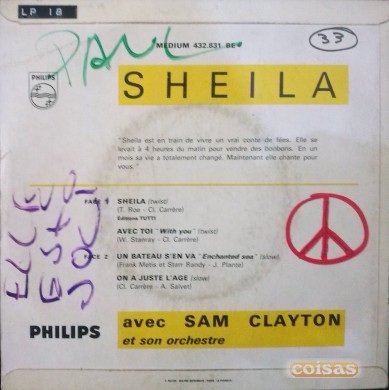 LP 18
PAUL
MEDIUM 432.831 BE
33
PHILIPS
SHEILA
"Sheila est en train de vivre un vrai conte de fées. Elle se
levait à 4 heures du matin pour vendre des bonbons. En un
mois sa vie a totalement changé. Maintenant elle chante pour
vous."
FACE 1 SHEILA (twist)
(T. Roe - Cl. Carrère)
Editions TUTTI
AVEC TOI "With you" (twist)
(W. Stanray - Cl. Carrère)
FACE 2 UN BATEAU S'EN VA "Enchanted sea" (slow)
(Frank Metis et Starr Randy - J. Plante)
ON A JUSTE L'AGE (slow)
(Cl. Carrère - A. Salvet)
PHILIPS
avec SAM CLAYTON
et son orchestre
coisas